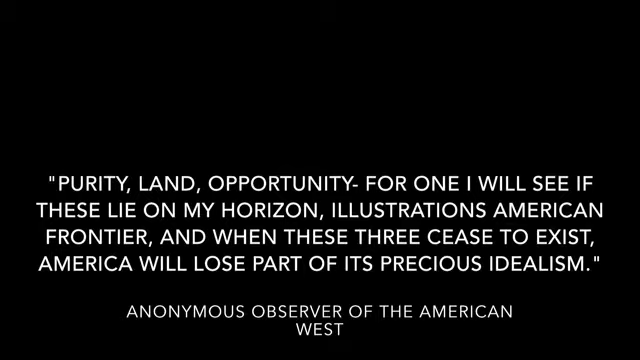 "PURITY, LAND, OPPORTUNITY- FOR ONE I WILL SEE IF
THESE LIE ON MY HORIZON, ILLUSTRATIONS AMERICAN
FRONTIER, AND WHEN THESE THREE CEASE TO EXIST,
AMERICA WILL LOSE PART OF ITS PRECIOUS IDEALISM."
ANONYMOUS OBSERVER OF THE AMERICAN
WEST